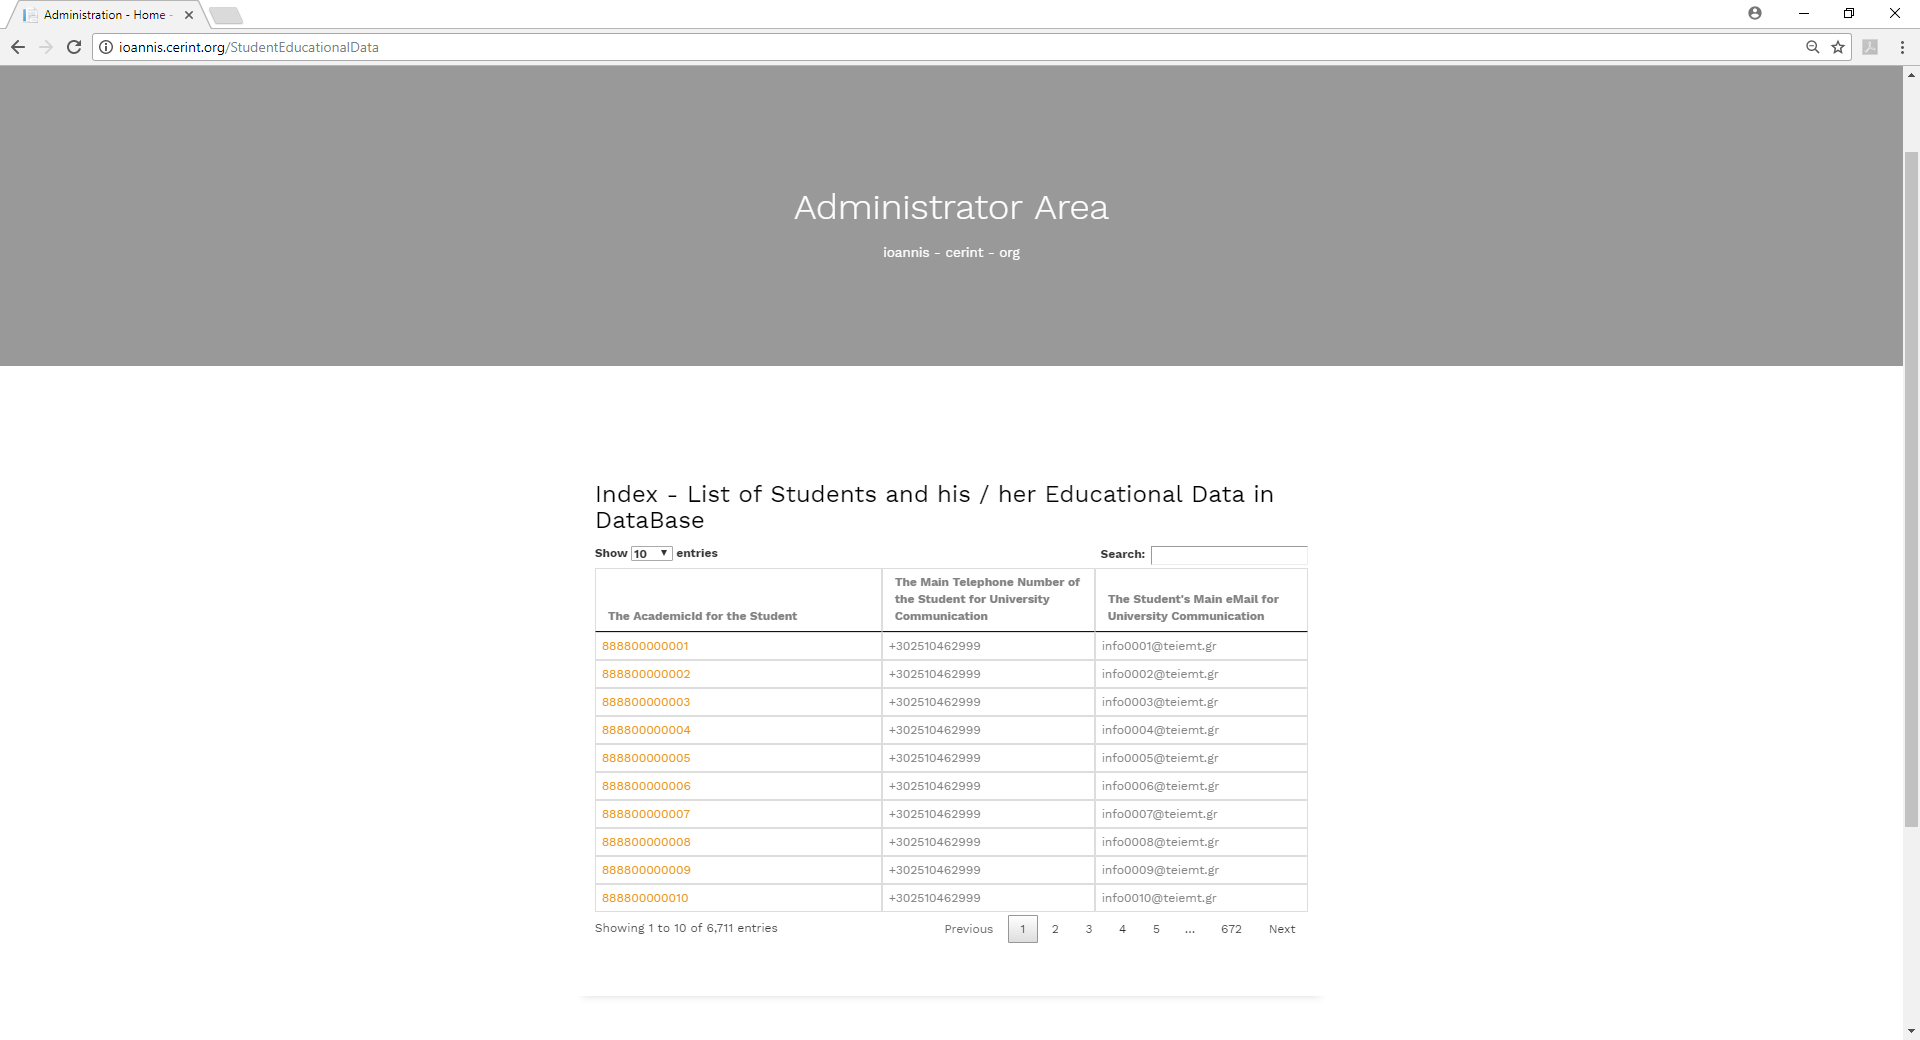 Administration - Home -
ioannis.cerint.org/StudentEducationalData
Administrator Area
ioannis - cerint - org
Index - List of Students and his / her Educational Data in
DataBase
Show 10 entries Search:
The AcademicId for the Student
The Main Telephone Number of
the Student for University
Communication
The Student's Main eMail for
University Communication
888800000001 +302510462999 info0001@teiemt.gr
888800000002 +302510462999 info0002@teiemt.gr
888800000003 +302510462999 info0003@teiemt.gr
888800000004 +302510462999 info0004@teiemt.gr
888800000005 +302510462999 info0005@teiemt.gr
888800000006 +302510462999 info0006@teiemt.gr
888800000007 +302510462999 info0007@teiemt.gr
888800000008 +302510462999 info0008@teiemt.gr
888800000009 +302510462999 info0009@teiemt.gr
888800000010 +302510462999 info0010@teiemt.gr
Showing 1 to 10 of 6,711 entries Previous 1 2 3 4 5 ... 672 Next